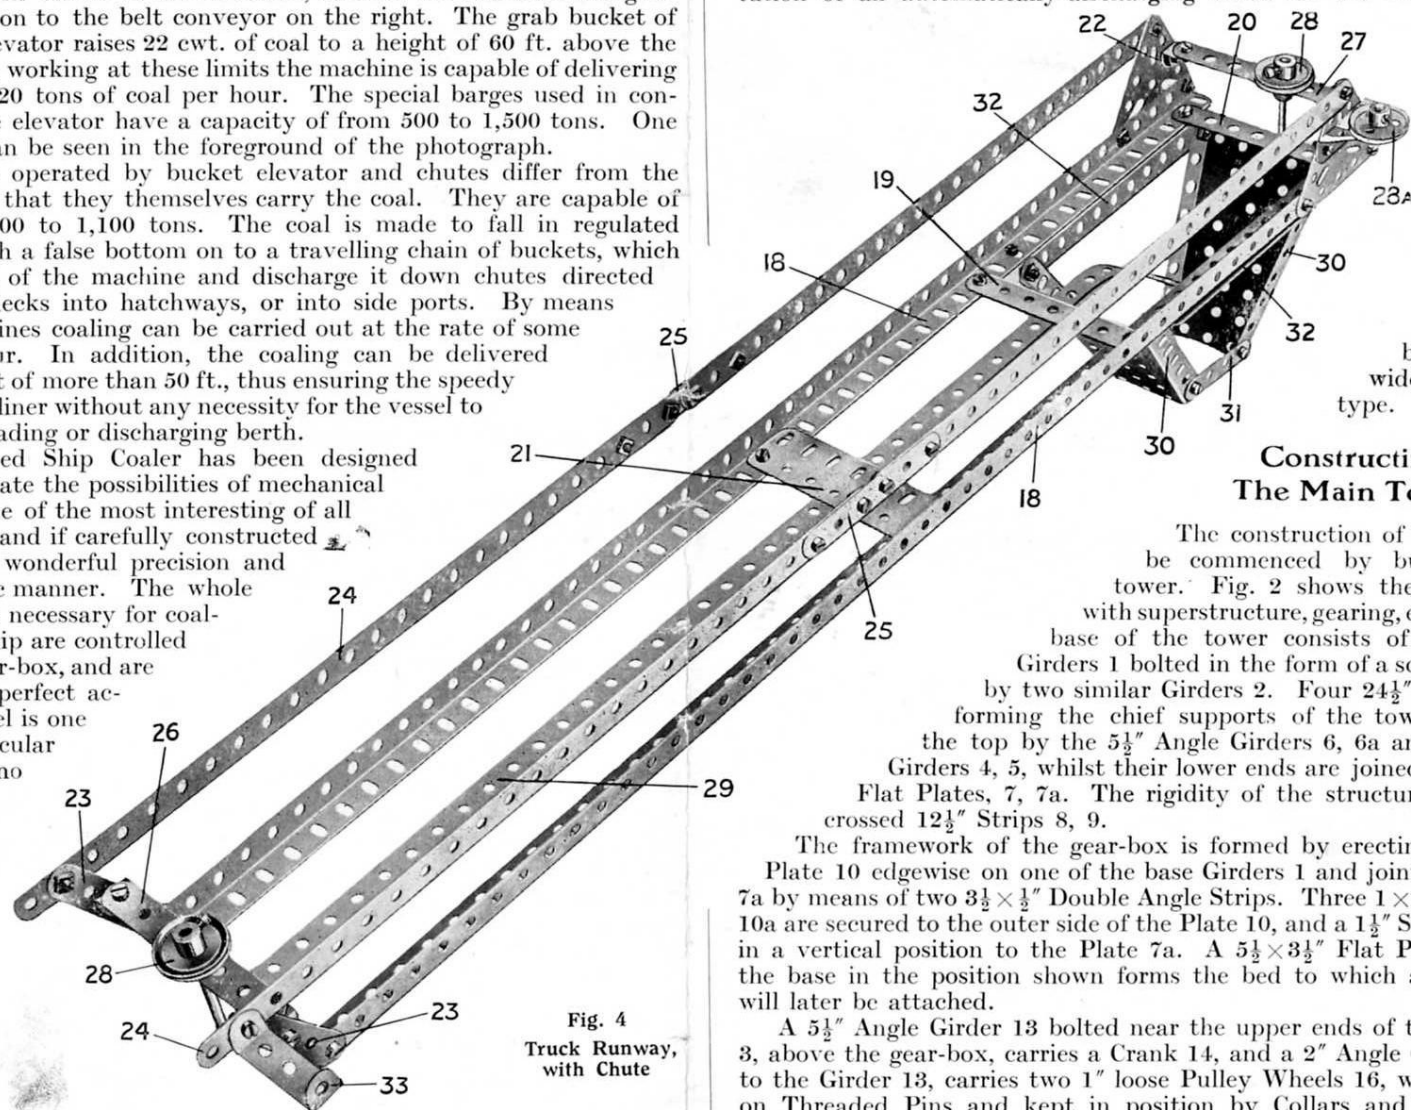 on to the belt conveyor on the right. The grab bucket of
evator raises 22 cwt. of coal to a height of 60 ft. above the
working at these limits the machine is capable of delivering
20 tons of coal per hour. The special barges used in con-
elevator have a capacity of from 500 to 1,500 tons. One
an be seen in the foreground of the photograph.
operated by bucket elevator and chutes differ from the
that they themselves carry the coal. They are capable of
00 to 1,100 tons. The coal is made to fall in regulated
h a false bottom on to a travelling chain of buckets, which
of the machine and discharge it down chutes directed
lecks into hatchways, or into side ports. By means
ines coaling can be carried out at the rate of some
ur. In addition, the coaling can be delivered
t of more than 50 ft., thus ensuring the speedy
liner without any necessity for the vessel to
ading or discharging berth.
ed Ship Coaler has been designed
ate the possibilities of mechanical
e of the most interesting of all
and if carefully constructed
wonderful precision and
c manner. The whole
necessary for coal-
ip are controlled
r-box, and are
perfect ac-
el is one
cular
no
22
20
28
27
32
19
28A
18
30
32
25
31
30
21
18
24
25
26
23
29
28
23
24
33
Fig. 4
Truck Runway,
with Chute
b
wide
type.
Constructi
The Main To
The construction of
be commenced by bu
tower. Fig. 2 shows the
with superstructure, gearing, e
base of the tower consists of
Girders 1 bolted in the form of a sq
by two similar Girders 2. Four 24½″
forming the chief supports of the tow
the top by the 5½″ Angle Girders 6, 6a an
Girders 4, 5, whilst their lower ends are joined
Flat Plates, 7, 7a. The rigidity of the structur
crossed 12½″ Strips 8, 9.
The framework of the gear-box is formed by erectin
Plate 10 edgewise on one of the base Girders 1 and join
7a by means of two 3½×½″ Double Angle Strips. Three 1×
10a are secured to the outer side of the Plate 10, and a 1½″ S
in a vertical position to the Plate 7a. A 5½×3½″ Flat P
the base in the position shown forms the bed to which a
will later be attached.
A 5½″ Angle Girder 13 bolted near the upper ends of t
3, above the gear-box, carries a Crank 14, and a 2″ Angle
to the Girder 13, carries two 1″ loose Pulley Wheels 16, w
on Threaded Pins and kept in position by Collars and